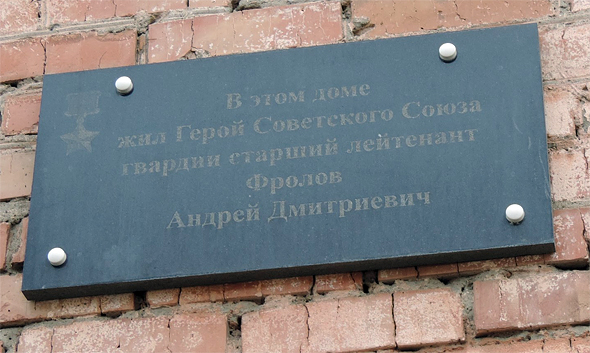 В этом доме
жил Герой Советского Союза
гвардии старший лейтенант
Фролов
Андрей Дмитриевич